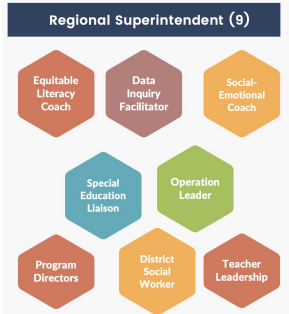 Regional Superintendent (9)
Equitable
Literacy
Coach
Data
Inquiry
Facilitator
Social-
Emotional
Coach
Special
Education
Liaison
Operation
Leader
Program
Directors
District
Social
Worker
Teacher
Leadership